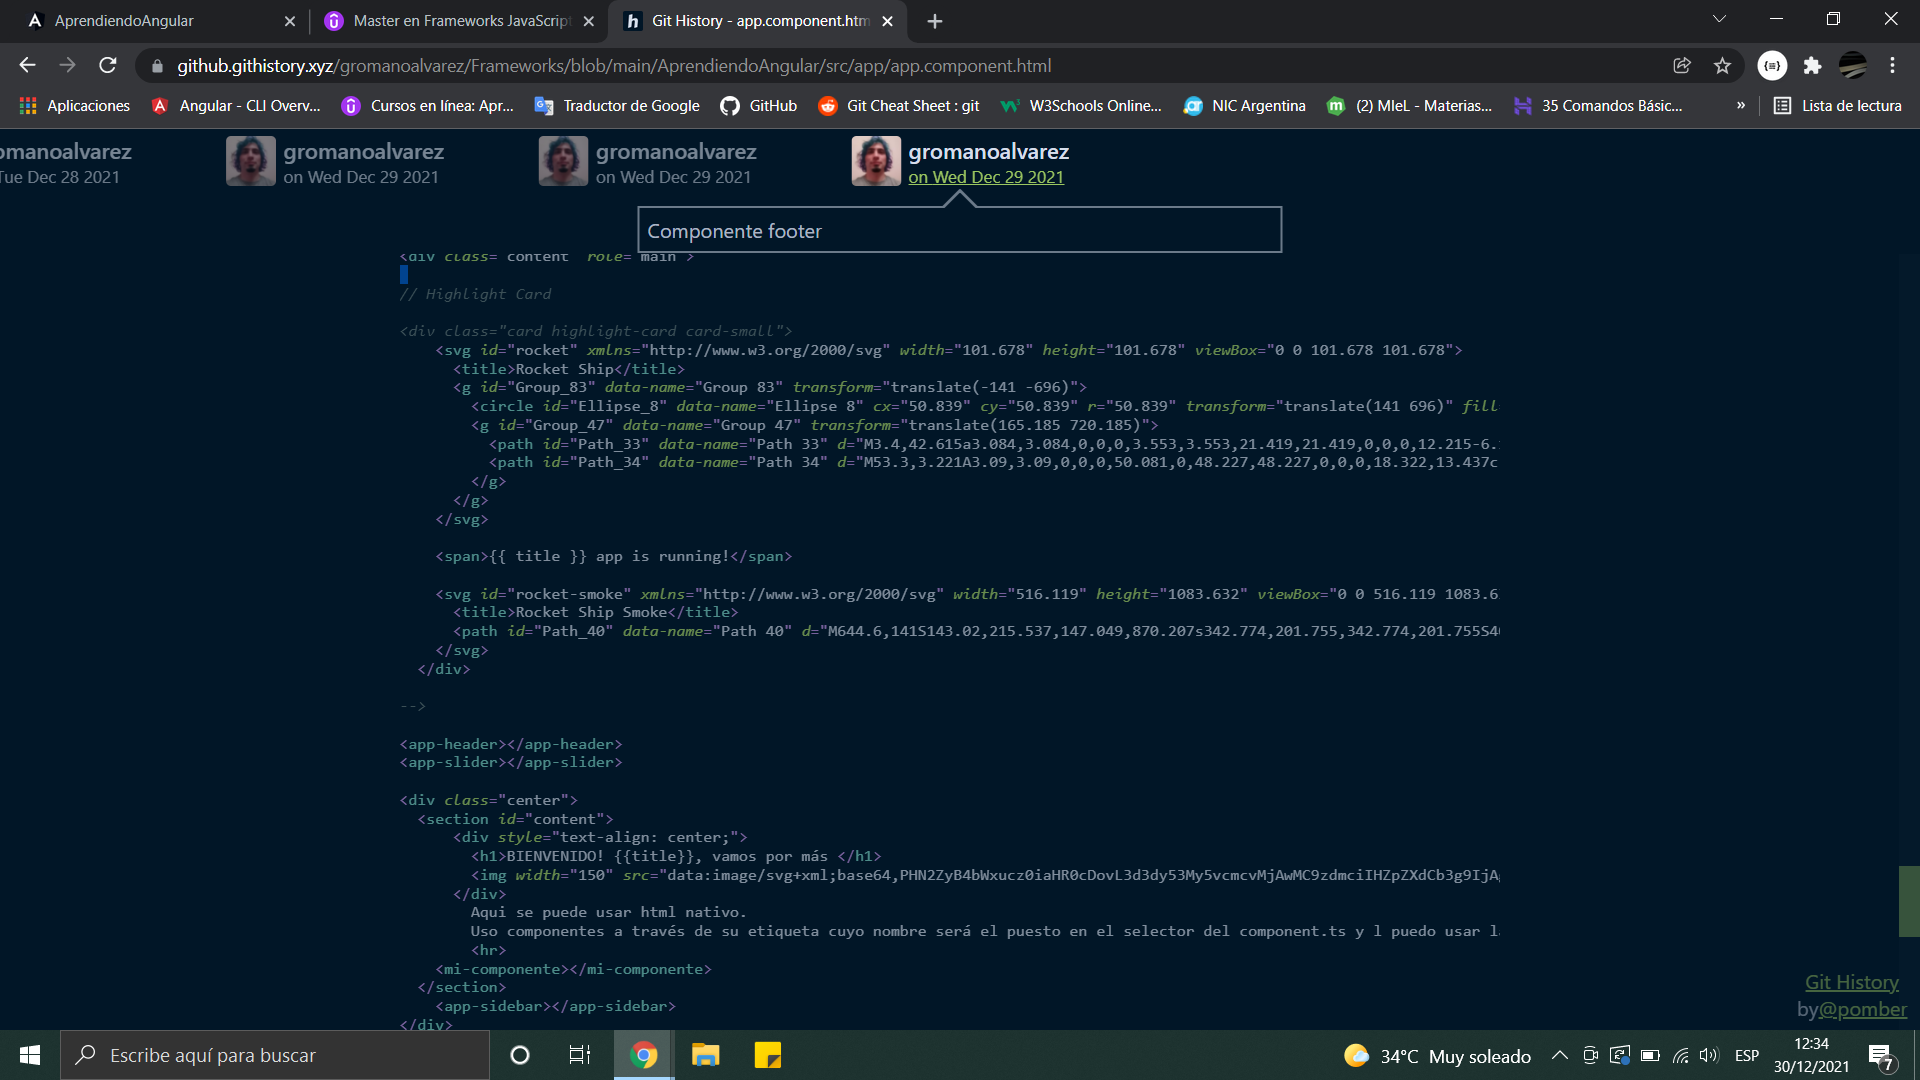 AprendiendoAngular
Master en Frameworks JavaScript
Git History - app.component.htm
github.githistory.xyz/gromanoalvarez/Frameworks/blob/main/AprendiendoAngular/src/app/app.component.html
Aplicaciones
Angular - CLI Overv...
Cursos en línea: Apr...
Traductor de Google
GitHub
Git Cheat Sheet : git
W3Schools Online...
NIC Argentina
(2) MIeL - Materias...
35 Comandos Básic...
»
Lista de lectura
omanoalvarez
Tue Dec 28 2021
gromanoalvarez
on Wed Dec 29 2021
gromanoalvarez
on Wed Dec 29 2021
gromanoalvarez
on Wed Dec 29 2021
Componente footer
<div class="content" role="main">
// Highlight Card
<div class="card highlight-card card-small">
<svg id="rocket" xmlns="http://www.w3.org/2000/svg" width="101.678" height="101.678" viewBox="0 0 101.678 101.678">
<title>Rocket Ship</title>
<g id="Group_83" data-name="Group 83" transform="translate(-141 -696)">
<circle id="Ellipse_8" data-name="Ellipse 8" cx="50.839" cy="50.839" r="50.839" transform="translate(141 696)" fill
<g id="Group_47" data-name="Group 47" transform="translate(165.185 720.185)">
<path id="Path_33" data-name="Path 33" d="M3.4,42.615a3.084,3.084,0,0,0,3.553,3.553,21.419,21.419,0,0,0,12.215-6.
<path id="Path_34" data-name="Path 34" d="M53.3,3.221A3.09,3.09,0,0,0,50.081,0,48.227,48.227,0,0,0,18.322,13.437c
</g>
</g>
</svg>
<span>{{ title }} app is running!</span>
<svg id="rocket-smoke" xmlns="http://www.w3.org/2000/svg" width="516.119" height="1083.632" viewBox="0 0 516.119 1083.6
<title>Rocket Ship Smoke</title>
<path id="Path_40" data-name="Path 40" d="M644.6,141S143.02,215.537,147.049,870.207s342.774,201.755,342.774,201.755S4
</svg>
</div>
-->
<app-header></app-header>
<app-slider></app-slider>
<div class="center">
<section id="content">
<div style="text-align: center;">
<h1>BIENVENIDO! {{title}}, vamos por más </h1>
<img width="150" src="data:image/svg+xml;base64,PHN2ZyB4bWxucz0iaHR0cDovL3d3dy53My5vcmcvMjAwMC9zdmciIHZpZXdCb3g9IjA
</div>
Aqui se puede usar html nativo.
Uso componentes a través de su etiqueta cuyo nombre será el puesto en el selector del component.ts y l puedo usar l
<hr>
<mi-componente></mi-componente>
</section>
<app-sidebar></app-sidebar>
</div>
Git History
by@pomber
Escribe aquí para buscar
34°C Muy soleado
ESP
12:34
30/12/2021
7